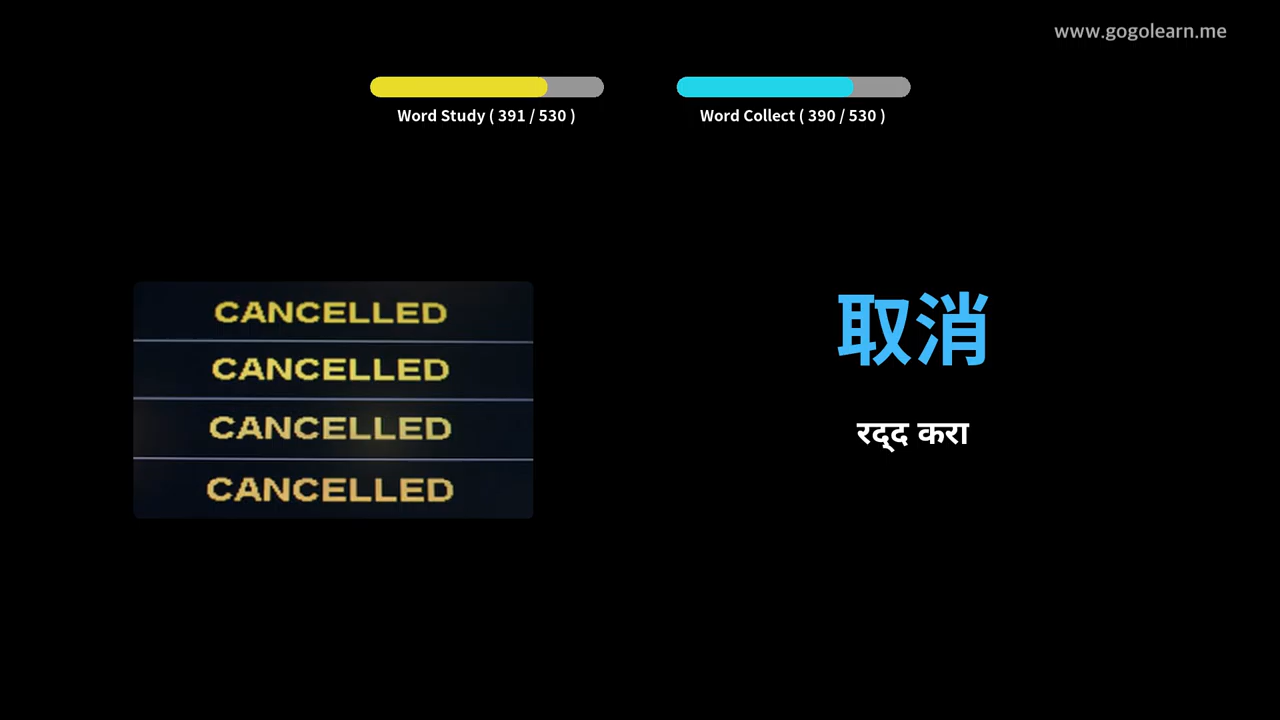 www.gogolearn.me
Word Study ( 391 / 530 )
Word Collect ( 390 / 530 )
CANCELLED
CANCELLED
CANCELLED
CANCELLED
取消
रद्द करा